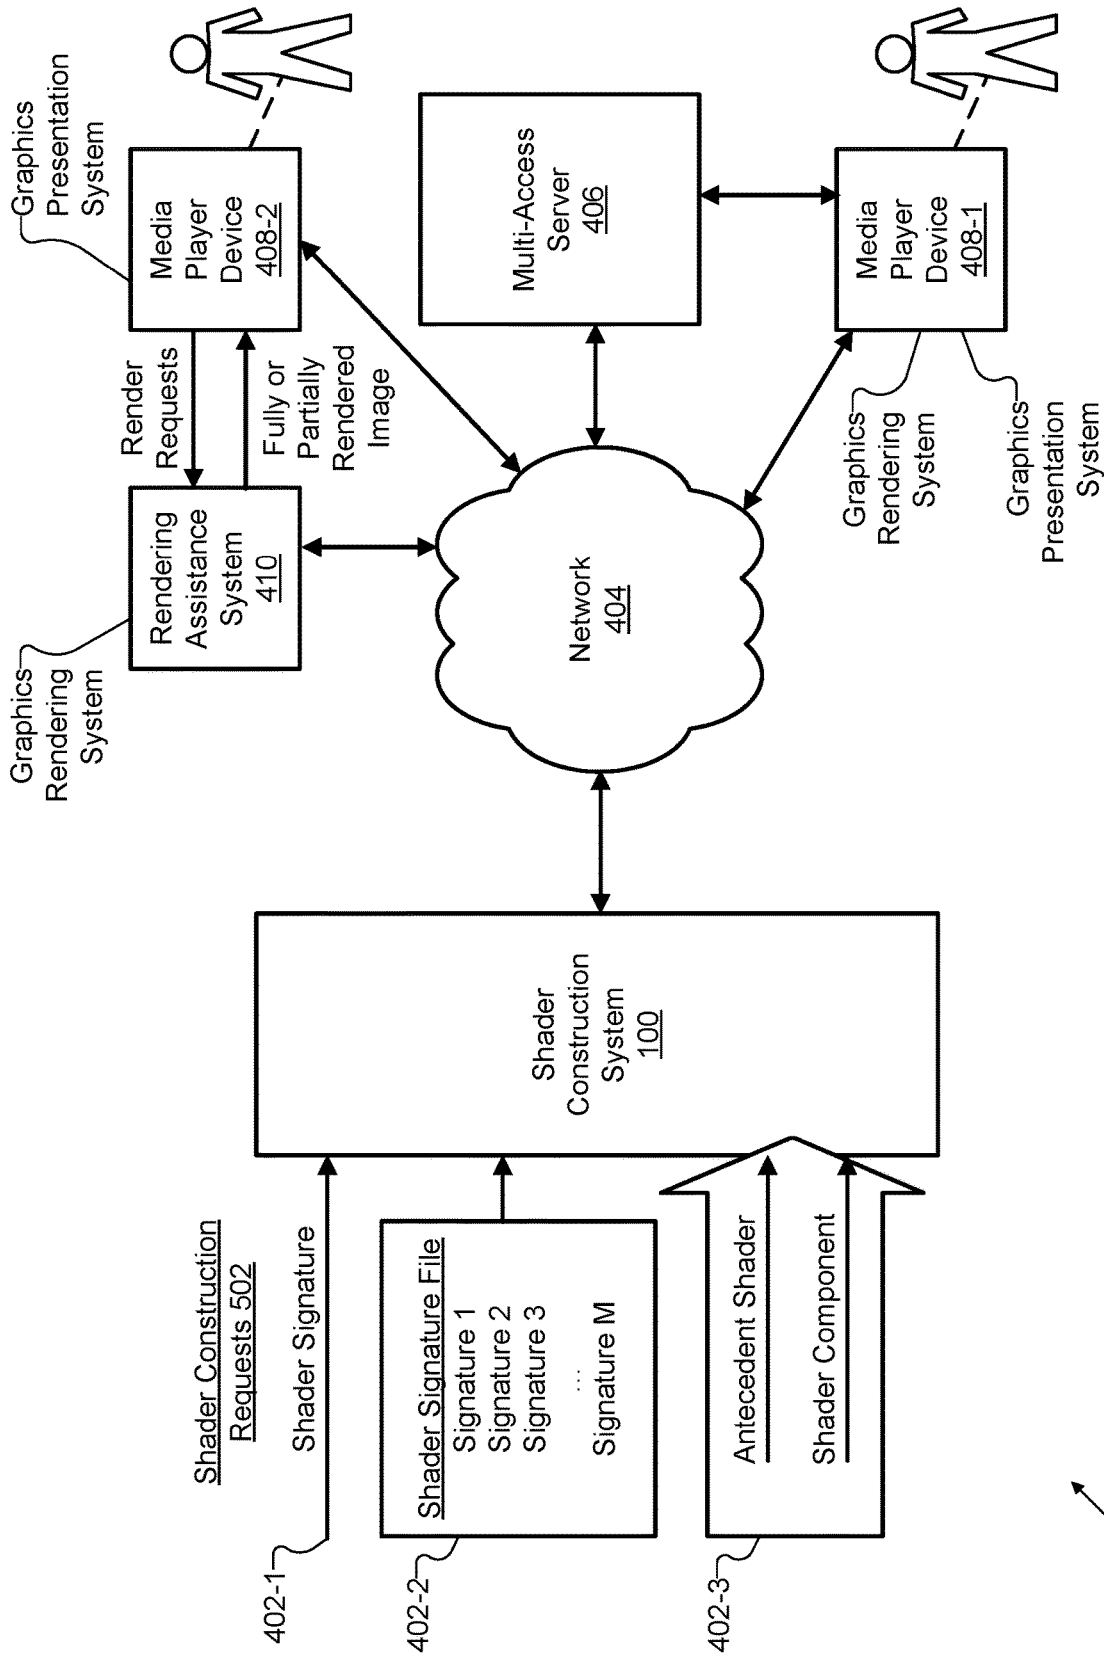 Shader Construction
Requests 502
402-1
Shader Signature
402-2
Shader Signature File
Signature 1
Signature 2
Signature 3
...
Signature M
402-3
Antecedent Shader
Shader Component
Shader
Construction
System
100
Network
404
Graphics
Rendering
System
Rendering
Assistance
System
410
Render
Requests
Fully or
Partially
Rendered
Image
Graphics
Presentation
System
Media
Player
Device
408-2
Multi-Access
Server
406
Media
Player
Device
408-1
Graphics
Rendering
System
Graphics
Presentation
System